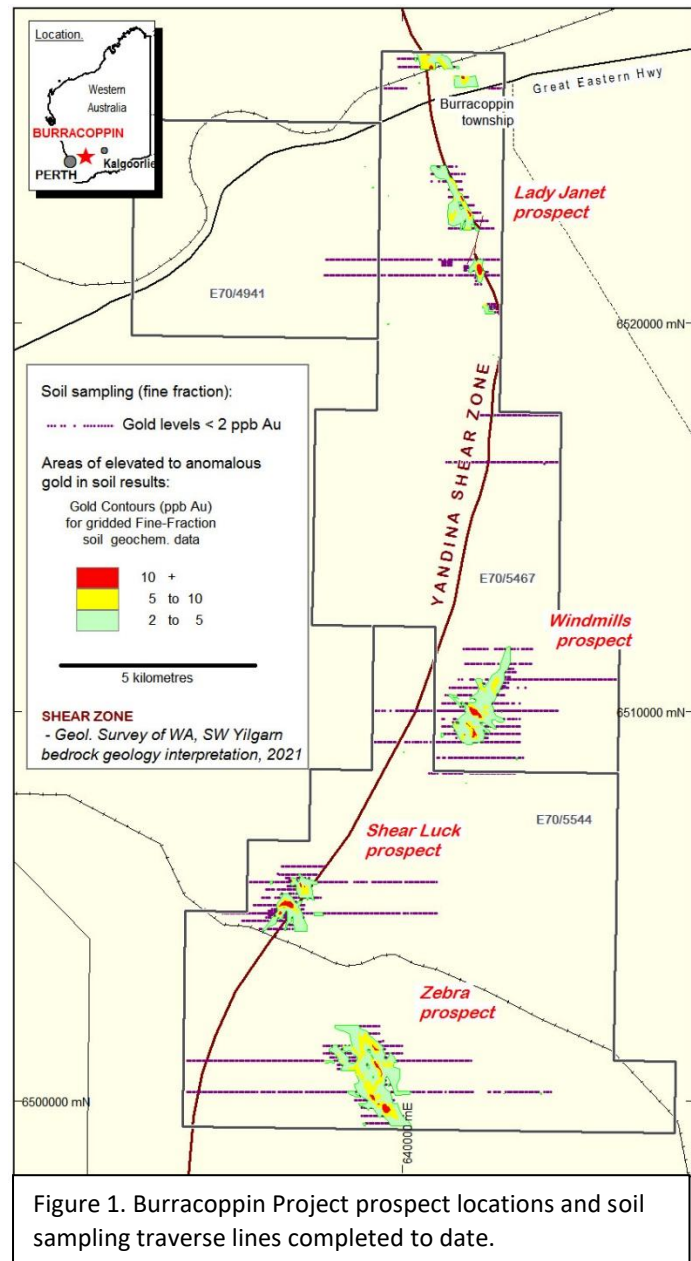 Location.
Western
Australia
BURRACOPPIN
Kalgoorlie
PERTH
Great Eastern Hwy
Burracoppin
township
Lady Janet
prospect
E70/4941
6520000 mN
Soil sampling (fine fraction):
Gold levels < 2 ppb Au
Areas of elevated to anomalous
gold in soil results:
Gold Contours (ppb Au)
for gridded Fine-Fraction
soil geochem. data
10 +
5 to 10
2 to 5
5 kilometres
SHEAR ZONE
- Geol. Survey of WA, SW Yilgarn
bedrock geology interpretation, 2021
YANDINA SHEAR ZONE
E70/5467
Windmills
prospect
6510000 mN
E70/5544
Shear Luck
prospect
Zebra
prospect
6500000 mN
640000 mE
Figure 1. Burracoppin Project prospect locations and soil
sampling traverse lines completed to date.